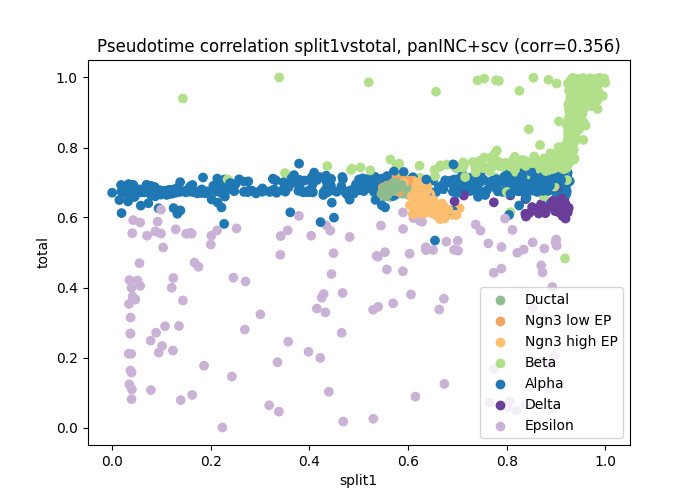 Pseudotime correlation split1vstotal, panINC+scv (corr=0.356)
1.0
0.8
0.6
0.4
0.2
0.0
total
Ductal
Ngn3 low EP
Ngn3 high EP
Beta
Alpha
Delta
Epsilon
0.0 0.2 0.4 0.6 0.8 1.0
split1